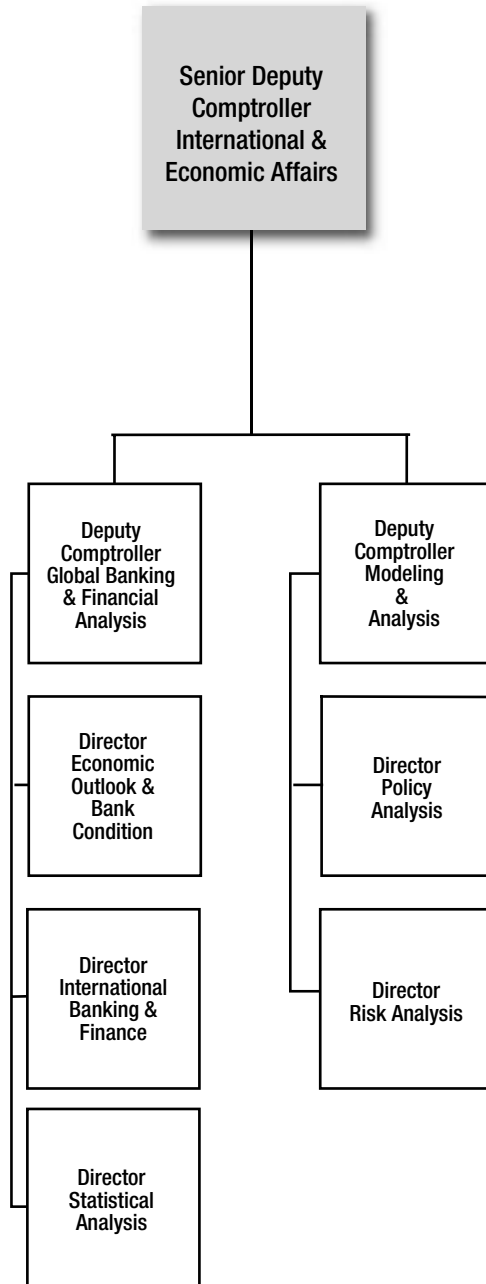 Senior Deputy
Comptroller
International &
Economic Affairs
Deputy
Comptroller
Global Banking
& Financial
Analysis
Director
Economic
Outlook &
Bank
Condition
Director
International
Banking &
Finance
Director
Statistical
Analysis
Deputy
Comptroller
Modeling
&
Analysis
Director
Policy
Analysis
Director
Risk Analysis